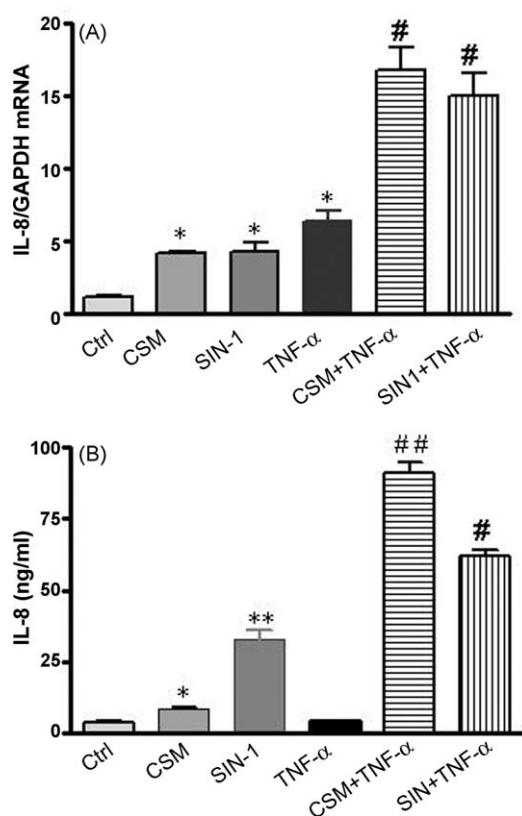 (A)
IL-8/GAPDH mRNA
20
15
10
5
0
*
*
*
#
#
Ctrl
CSM
SIN-1
TNF-α
CSM+TNF-α
SIN1+TNF-α
(B)
IL-8 (ng/ml)
100
75
50
25
0
*
**
##
#
Ctrl
CSM
SIN-1
TNF-α
CSM+TNF-α
SIN+TNF-α